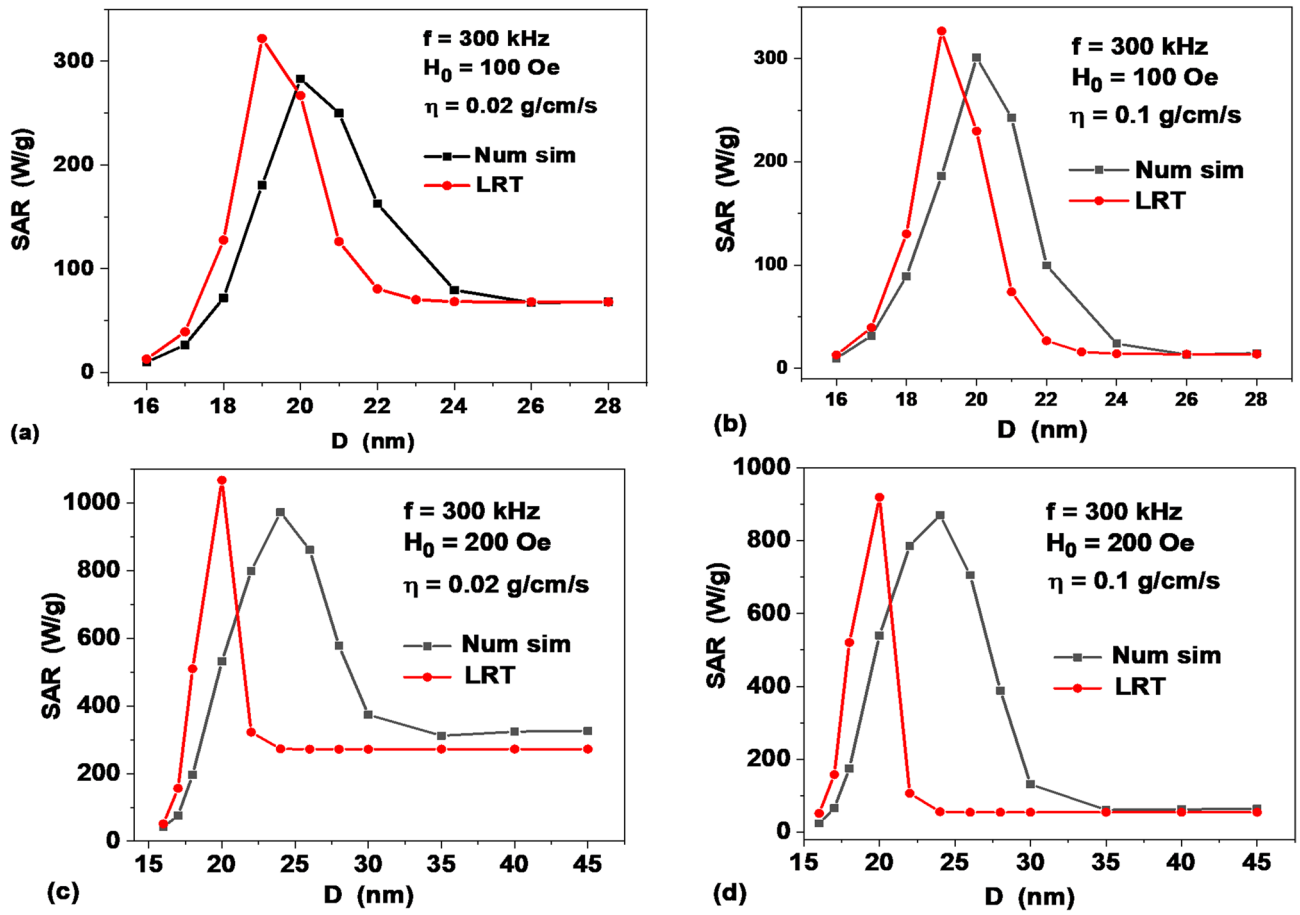 f = 300 kHz
H0 = 100 Oe
η = 0.02 g/cm/s
Num sim
LRT
SAR (W/g)
300
200
100
0
16 18 20 22 24 26 28
D (nm)
(a)
f = 300 kHz
H0 = 100 Oe
η = 0.1 g/cm/s
Num sim
LRT
SAR (W/g)
300
200
100
0
16 18 20 22 24 26 28
D (nm)
(b)
f = 300 kHz
H0 = 200 Oe
η = 0.02 g/cm/s
Num sim
LRT
SAR (W/g)
1000
800
600
400
200
0
15 20 25 30 35 40 45
D (nm)
(c)
f = 300 kHz
H0 = 200 Oe
η = 0.1 g/cm/s
Num sim
LRT
SAR (W/g)
1000
800
600
400
200
0
15 20 25 30 35 40 45
D (nm)
(d)